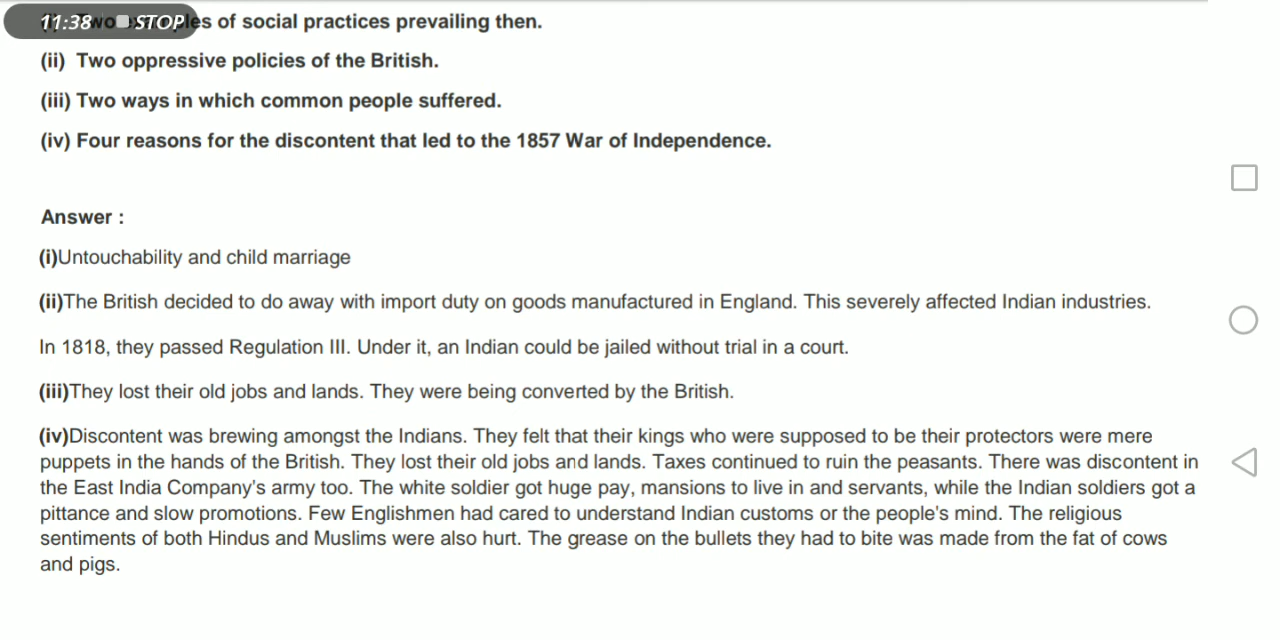 11:38 STOP les of social practices prevailing then.
(ii) Two oppressive policies of the British.
(iii) Two ways in which common people suffered.
(iv) Four reasons for the discontent that led to the 1857 War of Independence.
Answer :
(i)Untouchability and child marriage
(ii)The British decided to do away with import duty on goods manufactured in England. This severely affected Indian industries.
In 1818, they passed Regulation III. Under it, an Indian could be jailed without trial in a court.
(iii)They lost their old jobs and lands. They were being converted by the British.
(iv)Discontent was brewing amongst the Indians. They felt that their kings who were supposed to be their protectors were mere
puppets in the hands of the British. They lost their old jobs and lands. Taxes continued to ruin the peasants. There was discontent in
the East India Company's army too. The white soldier got huge pay, mansions to live in and servants, while the Indian soldiers got a
pittance and slow promotions. Few Englishmen had cared to understand Indian customs or the people's mind. The religious
sentiments of both Hindus and Muslims were also hurt. The grease on the bullets they had to bite was made from the fat of cows
and pigs.